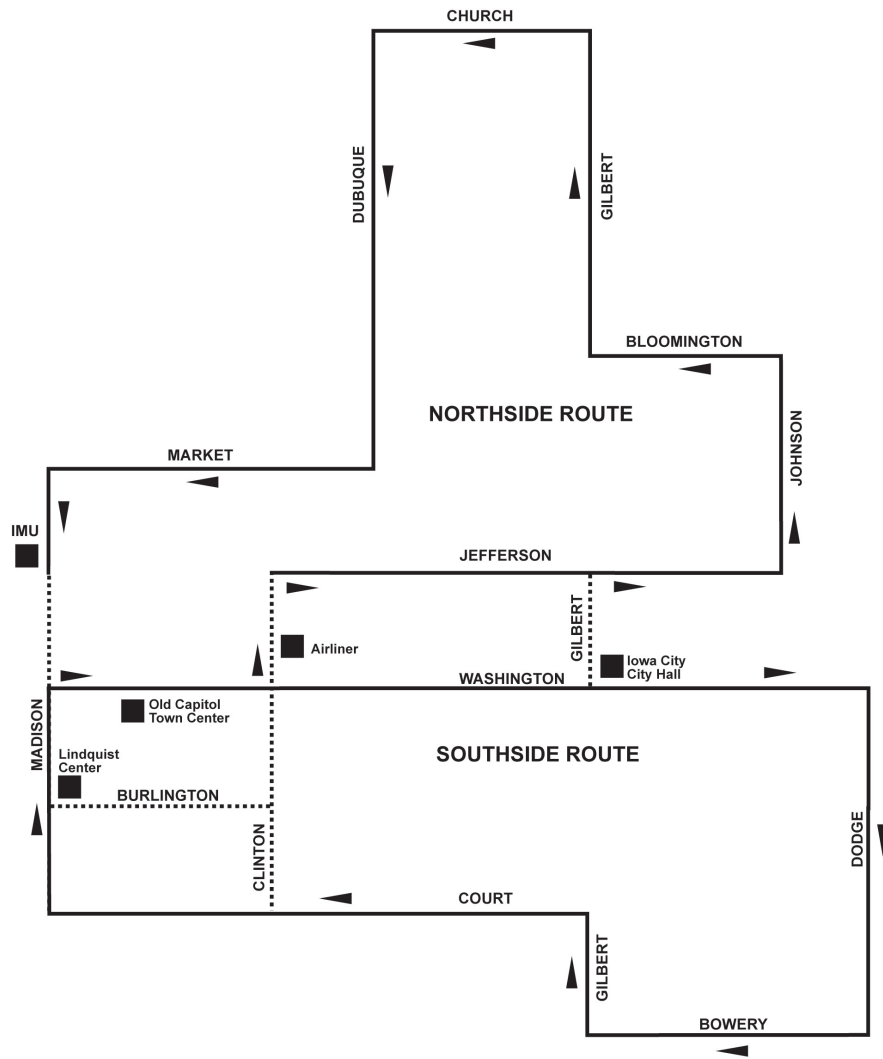 CHURCH
DUBUQUE
GILBERT
BLOOMINGTON
NORTHSIDE ROUTE
JOHNSON
MARKET
IMU
JEFFERSON
GILBERT
Airliner
Iowa City
City Hall
WASHINGTON
Old Capitol
Town Center
MADISON
Lindquist
Center
SOUTHSIDE ROUTE
BURLINGTON
CLINTON
DODGE
COURT
GILBERT
BOWERY